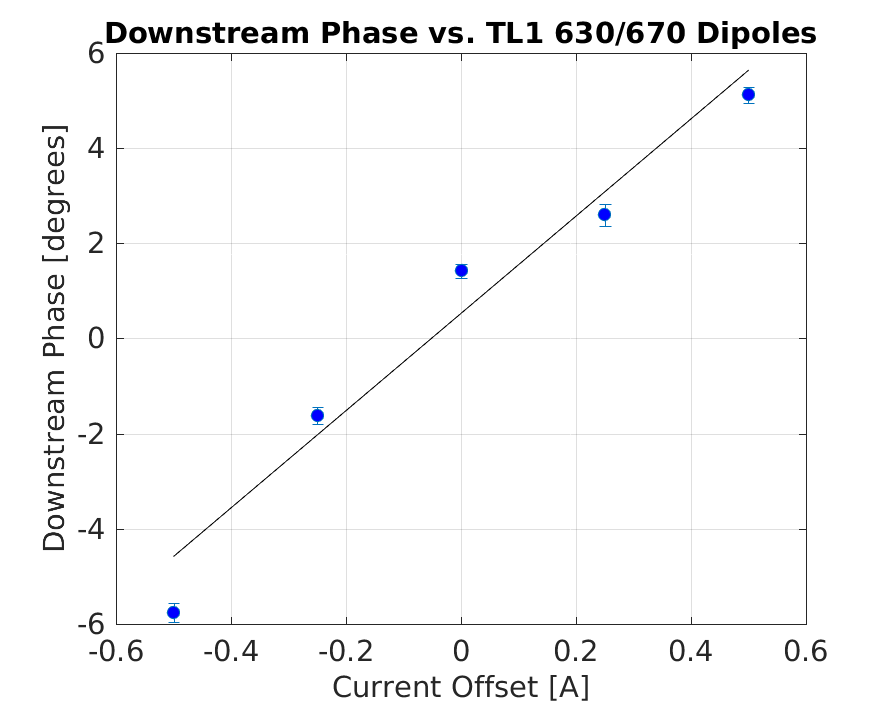 Downstream Phase vs. TL1 630/670 Dipoles
6
4
2
0
-2
-4
-6
Downstream Phase [degrees]
-0.6 -0.4 -0.2 0 0.2 0.4 0.6
Current Offset [A]